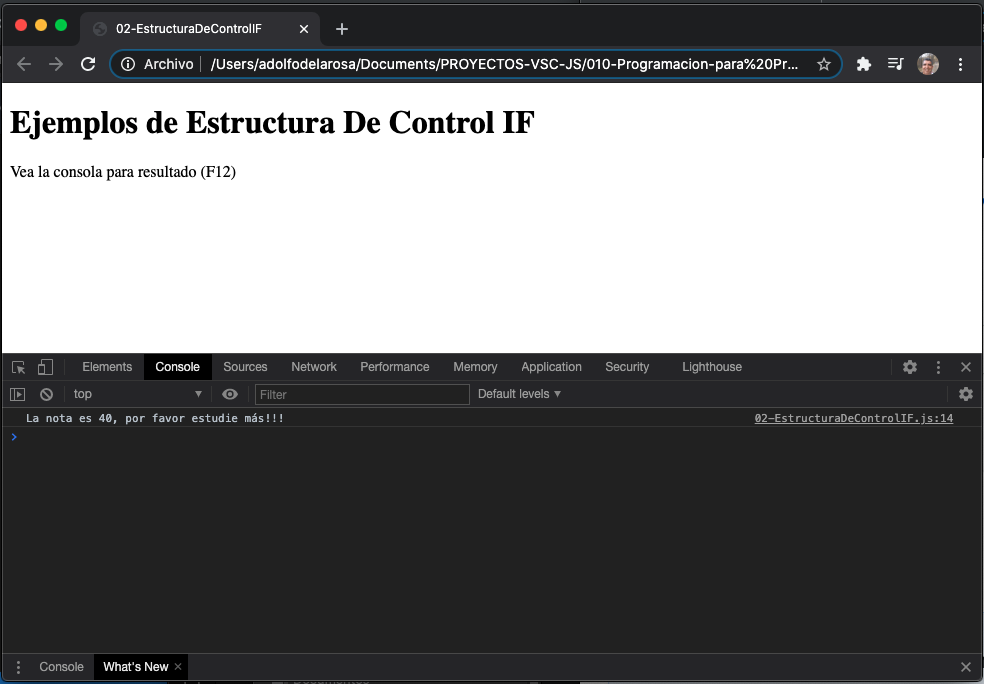 02-EstructuraDeControlIF
Archivo /Users/adolfodelarosa/Documents/PROYECTOS-VSC-JS/010-Programacion-para%20Pr...
Ejemplos de Estructura De Control IF
Vea la consola para resultado (F12)
Elements Console Sources Network Performance Memory Application Security Lighthouse
top Filter Default levels
La nota es 40, por favor estudie más!!! 02-EstructuraDeControlIF.js:14
Console What's New